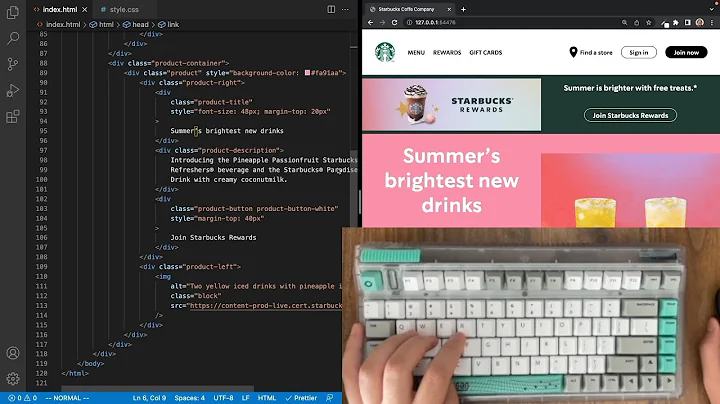 index.html
style.css
index.html > html > head > link
85 </div>
86 </div>
87 </div>
88 <div class="product-container">
89 <div class="product" style="background-color: #fa91aa">
90 <div class="product-right">
91 <div
92 class="product-title"
93 style="font-size: 48px; margin-top: 20px"
94 >
95 Summer's brightest new drinks
96 </div>
97 <div class="product-description">
98 Introducing the Pineapple Passionfruit Starbucks
99 Refreshers® beverage and the Starbucks® Paradise
100 Drink with creamy coconutmilk.
101 </div>
102 <div
103 class="product-button product-button-white"
104 style="margin-top: 40px"
105 >
106 Join Starbucks Rewards
107 </div>
108 </div>
109 <div class="product-left">
110 <img
111 alt="Two yellow iced drinks with pineapple i
112 class="block"
113 src="https://content-prod-live.cert.starbuck
114 />
115 </div>
116 </div>
117 </div>
118 </div>
119 </body>
120 </html>
121
0 0 -- NORMAL -- Ln 6, Col 9 Spaces: 4 UTF-8 LF HTML Prettier
Starbucks Coffe Company
127.0.0.1:54476
MENU REWARDS GIFT CARDS
Find a store
Sign in
Join now
STARBUCKS®
REWARDS
Summer is brighter with free treats.*
Join Starbucks Rewards
Summer's
brightest new
drinks
Q W E R T Y U I O P